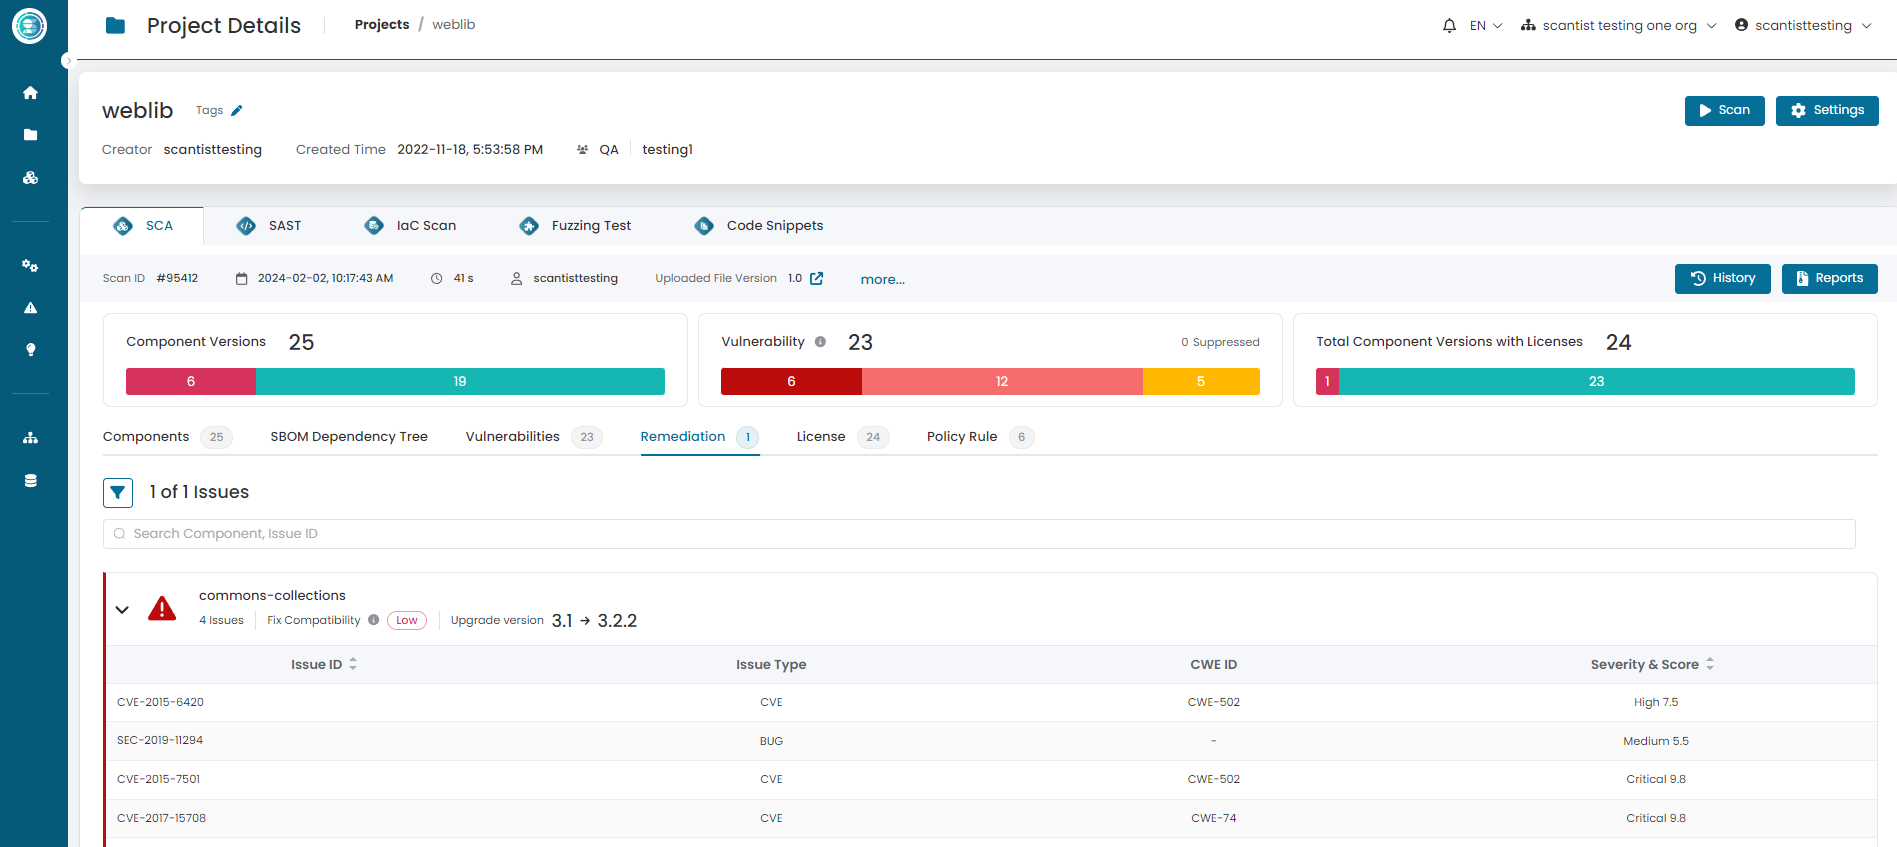 Project Details
Projects / weblib
EN
scantist testing one org
scantisttesting
weblib Tags
Scan
Settings
Creator scantisttesting Created Time 2022-11-18, 5:53:58 PM QA testing1
SCA
SAST
IaC Scan
Fuzzing Test
Code Snippets
Scan ID #95412 2024-02-02, 10:17:43 AM 41 s scantisttesting Uploaded File Version 1.0 more...
History
Reports
Component Versions 25
6 19
Vulnerability 23 0 Suppressed
6 12 5
Total Component Versions with Licenses 24
1 23
Components 25
SBOM Dependency Tree
Vulnerabilities 23
Remediation 1
License 24
Policy Rule 6
1 of 1 Issues
Search Component, Issue ID
commons-collections
4 Issues Fix Compatibility Low Upgrade version 3.1 → 3.2.2
Issue ID Issue Type CWE ID Severity & Score
CVE-2015-6420 CVE CWE-502 High 7.5
SEC-2019-11294 BUG - Medium 5.5
CVE-2015-7501 CVE CWE-502 Critical 9.8
CVE-2017-15708 CVE CWE-74 Critical 9.8